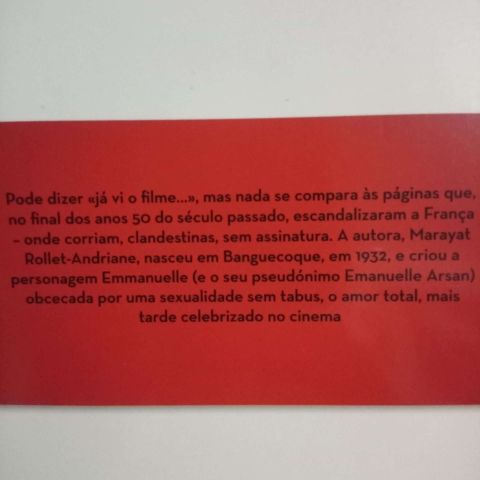 Pode dizer «já vi o filme...», mas nada se compara às páginas que,
no final dos anos 50 do século passado, escandalizaram a França
– onde corriam, clandestinas, sem assinatura. A autora, Marayat
Rollet-Andriane, nasceu em Banguecoque, em 1932, e criou a
personagem Emmanuelle (e o seu pseudónimo Emanuelle Arsan)
obcecada por uma sexualidade sem tabus, o amor total, mais
tarde celebrizado no cinema